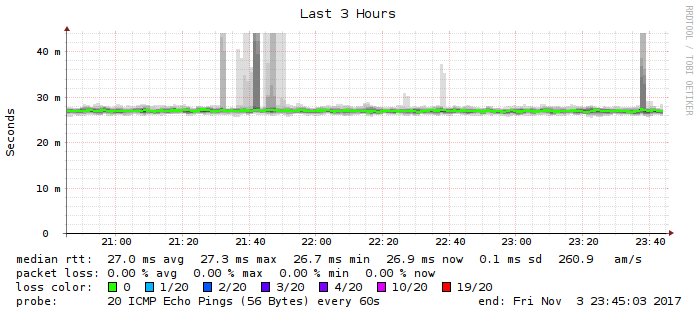 Last 3 Hours
RRDTOOL / TOBI OETIKER
Seconds
40 m
30 m
20 m
10 m
0
21:00 21:20 21:40 22:00 22:20 22:40 23:00 23:20 23:40
median rtt: 27.0 ms avg 27.3 ms max 26.7 ms min 26.9 ms now 0.1 ms sd 260.9 am/s
packet loss: 0.00 % avg 0.00 % max 0.00 % min 0.00 % now
loss color: 0 1/20 2/20 3/20 4/20 10/20 19/20
probe: 20 ICMP Echo Pings (56 Bytes) every 60s end: Fri Nov 3 23:45:03 2017